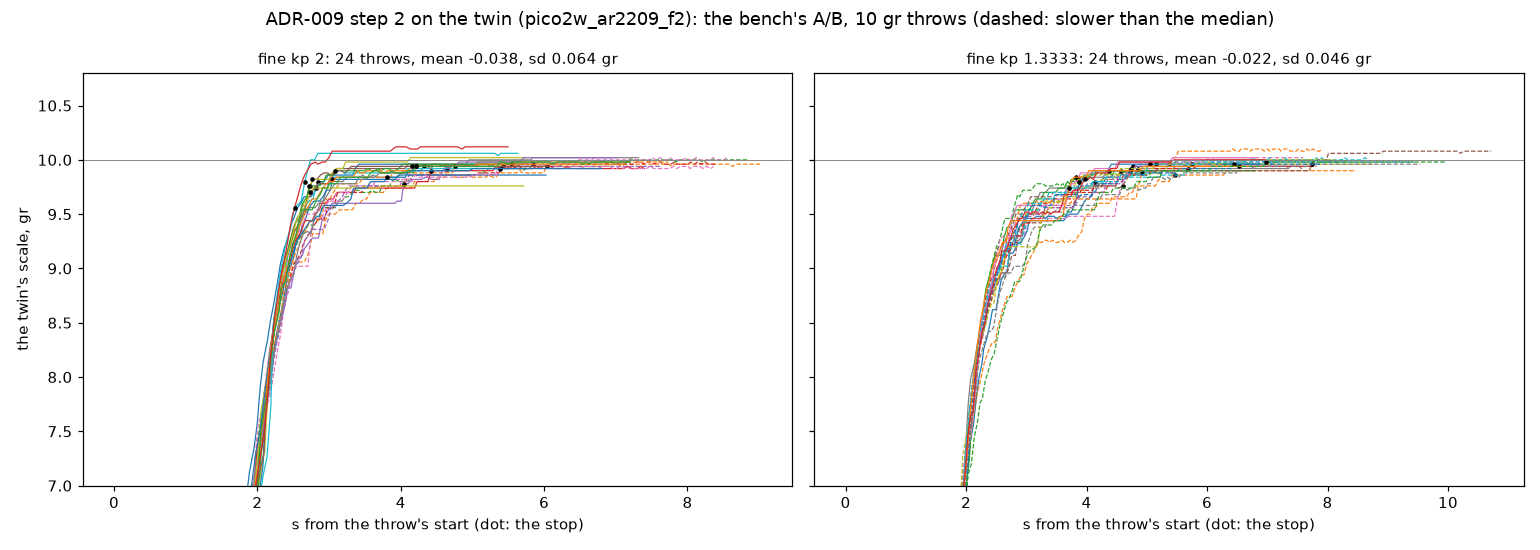 ADR-009 step 2 on the twin (pico2w_ar2209_f2): the bench's A/B, 10 gr throws (dashed: slower than the median)
fine kp 2: 24 throws, mean -0.038, sd 0.064 gr
fine kp 1.3333: 24 throws, mean -0.022, sd 0.046 gr
the twin's scale, gr
10.5
10.0
9.5
9.0
8.5
8.0
7.5
7.0
0 2 4 6 8
0 2 4 6 8 10
s from the throw's start (dot: the stop)
s from the throw's start (dot: the stop)